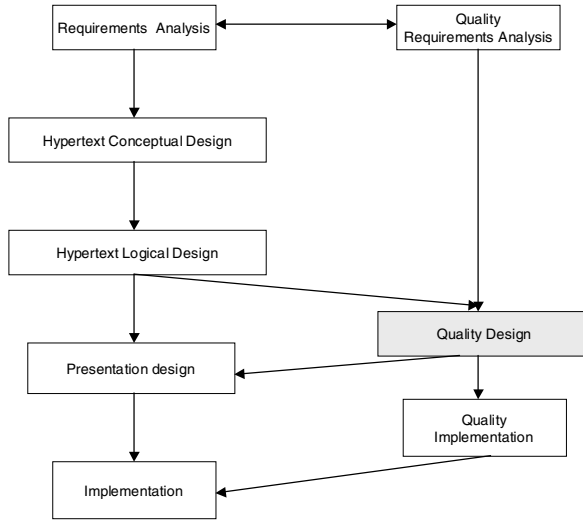 Requirements Analysis
Quality
Requirements Analysis
Hypertext Conceptual Design
Hypertext Logical Design
Quality Design
Presentation design
Quality
Implementation
Implementation